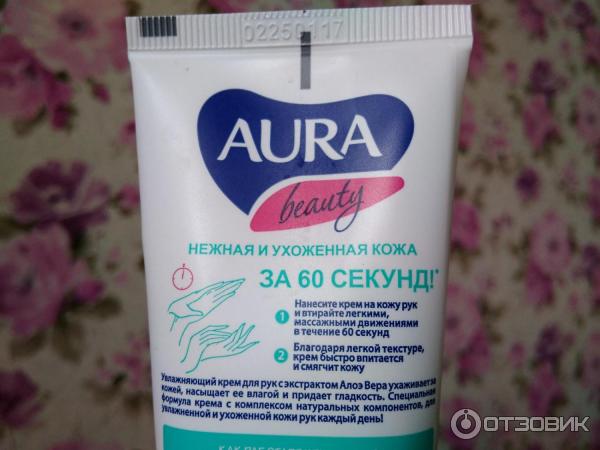 02250117
AURA
beauty
НЕЖНАЯ И УХОЖЕННАЯ КОЖА
ЗА 60 СЕКУНД!*
1 Нанесите крем на кожу рук
и втирайте легкими,
массажными движениями
в течение 60 секунд
2 Благодаря легкой текстуре,
крем быстро впитается
и смягчит кожу
Увлажняющий крем для рук с экстрактом Алоэ Вера ухаживает за
кожей, насыщает ее влагой и придает гладкость. Специальная
формула крема с комплексом натуральных компонентов, для
увлажненной и ухоженной кожи рук каждый день!
ОТЗОВИК